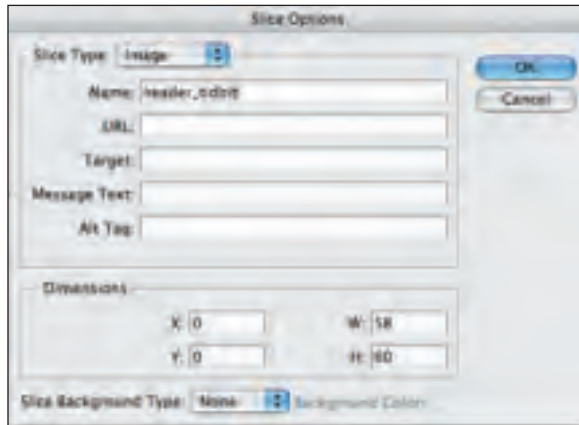 Slice Options
Slice Type: Image
OK
Name:
Cancel
URL:
Target:
Message Text:
Alt Tag:
Dimensions
X: 0 W: 58
Y: 0 H: 60
Slice Background Type: None Background Color: